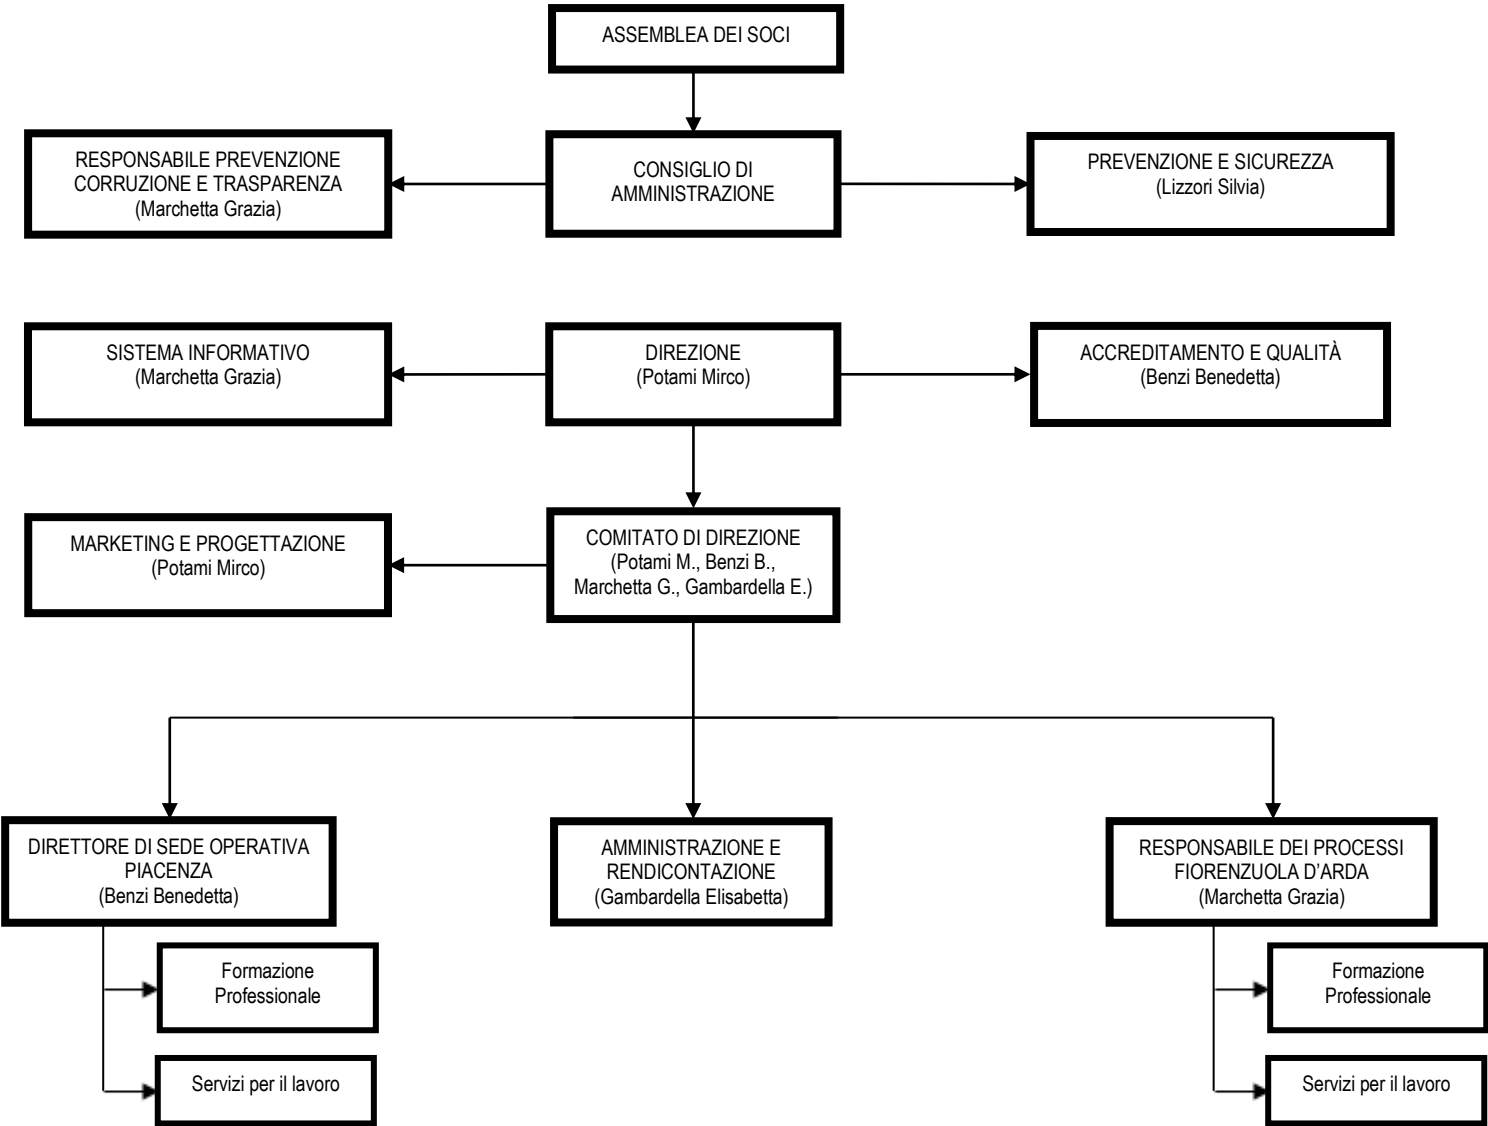 ASSEMBLEA DEI SOCI
RESPONSABILE PREVENZIONE
CORRUZIONE E TRASPARENZA
(Marchetta Grazia)
CONSIGLIO DI
AMMINISTRAZIONE
PREVENZIONE E SICUREZZA
(Lizzori Silvia)
SISTEMA INFORMATIVO
(Marchetta Grazia)
DIREZIONE
(Potami Mirco)
ACCREDITAMENTO E QUALITÀ
(Benzi Benedetta)
MARKETING E PROGETTAZIONE
(Potami Mirco)
COMITATO DI DIREZIONE
(Potami M., Benzi B.,
Marchetta G., Gambardella E.)
DIRETTORE DI SEDE OPERATIVA
PIACENZA
(Benzi Benedetta)
AMMINISTRAZIONE E
RENDICONTAZIONE
(Gambardella Elisabetta)
RESPONSABILE DEI PROCESSI
FIORENZUOLA D’ARDA
(Marchetta Grazia)
Formazione
Professionale
Servizi per il lavoro
Formazione
Professionale
Servizi per il lavoro